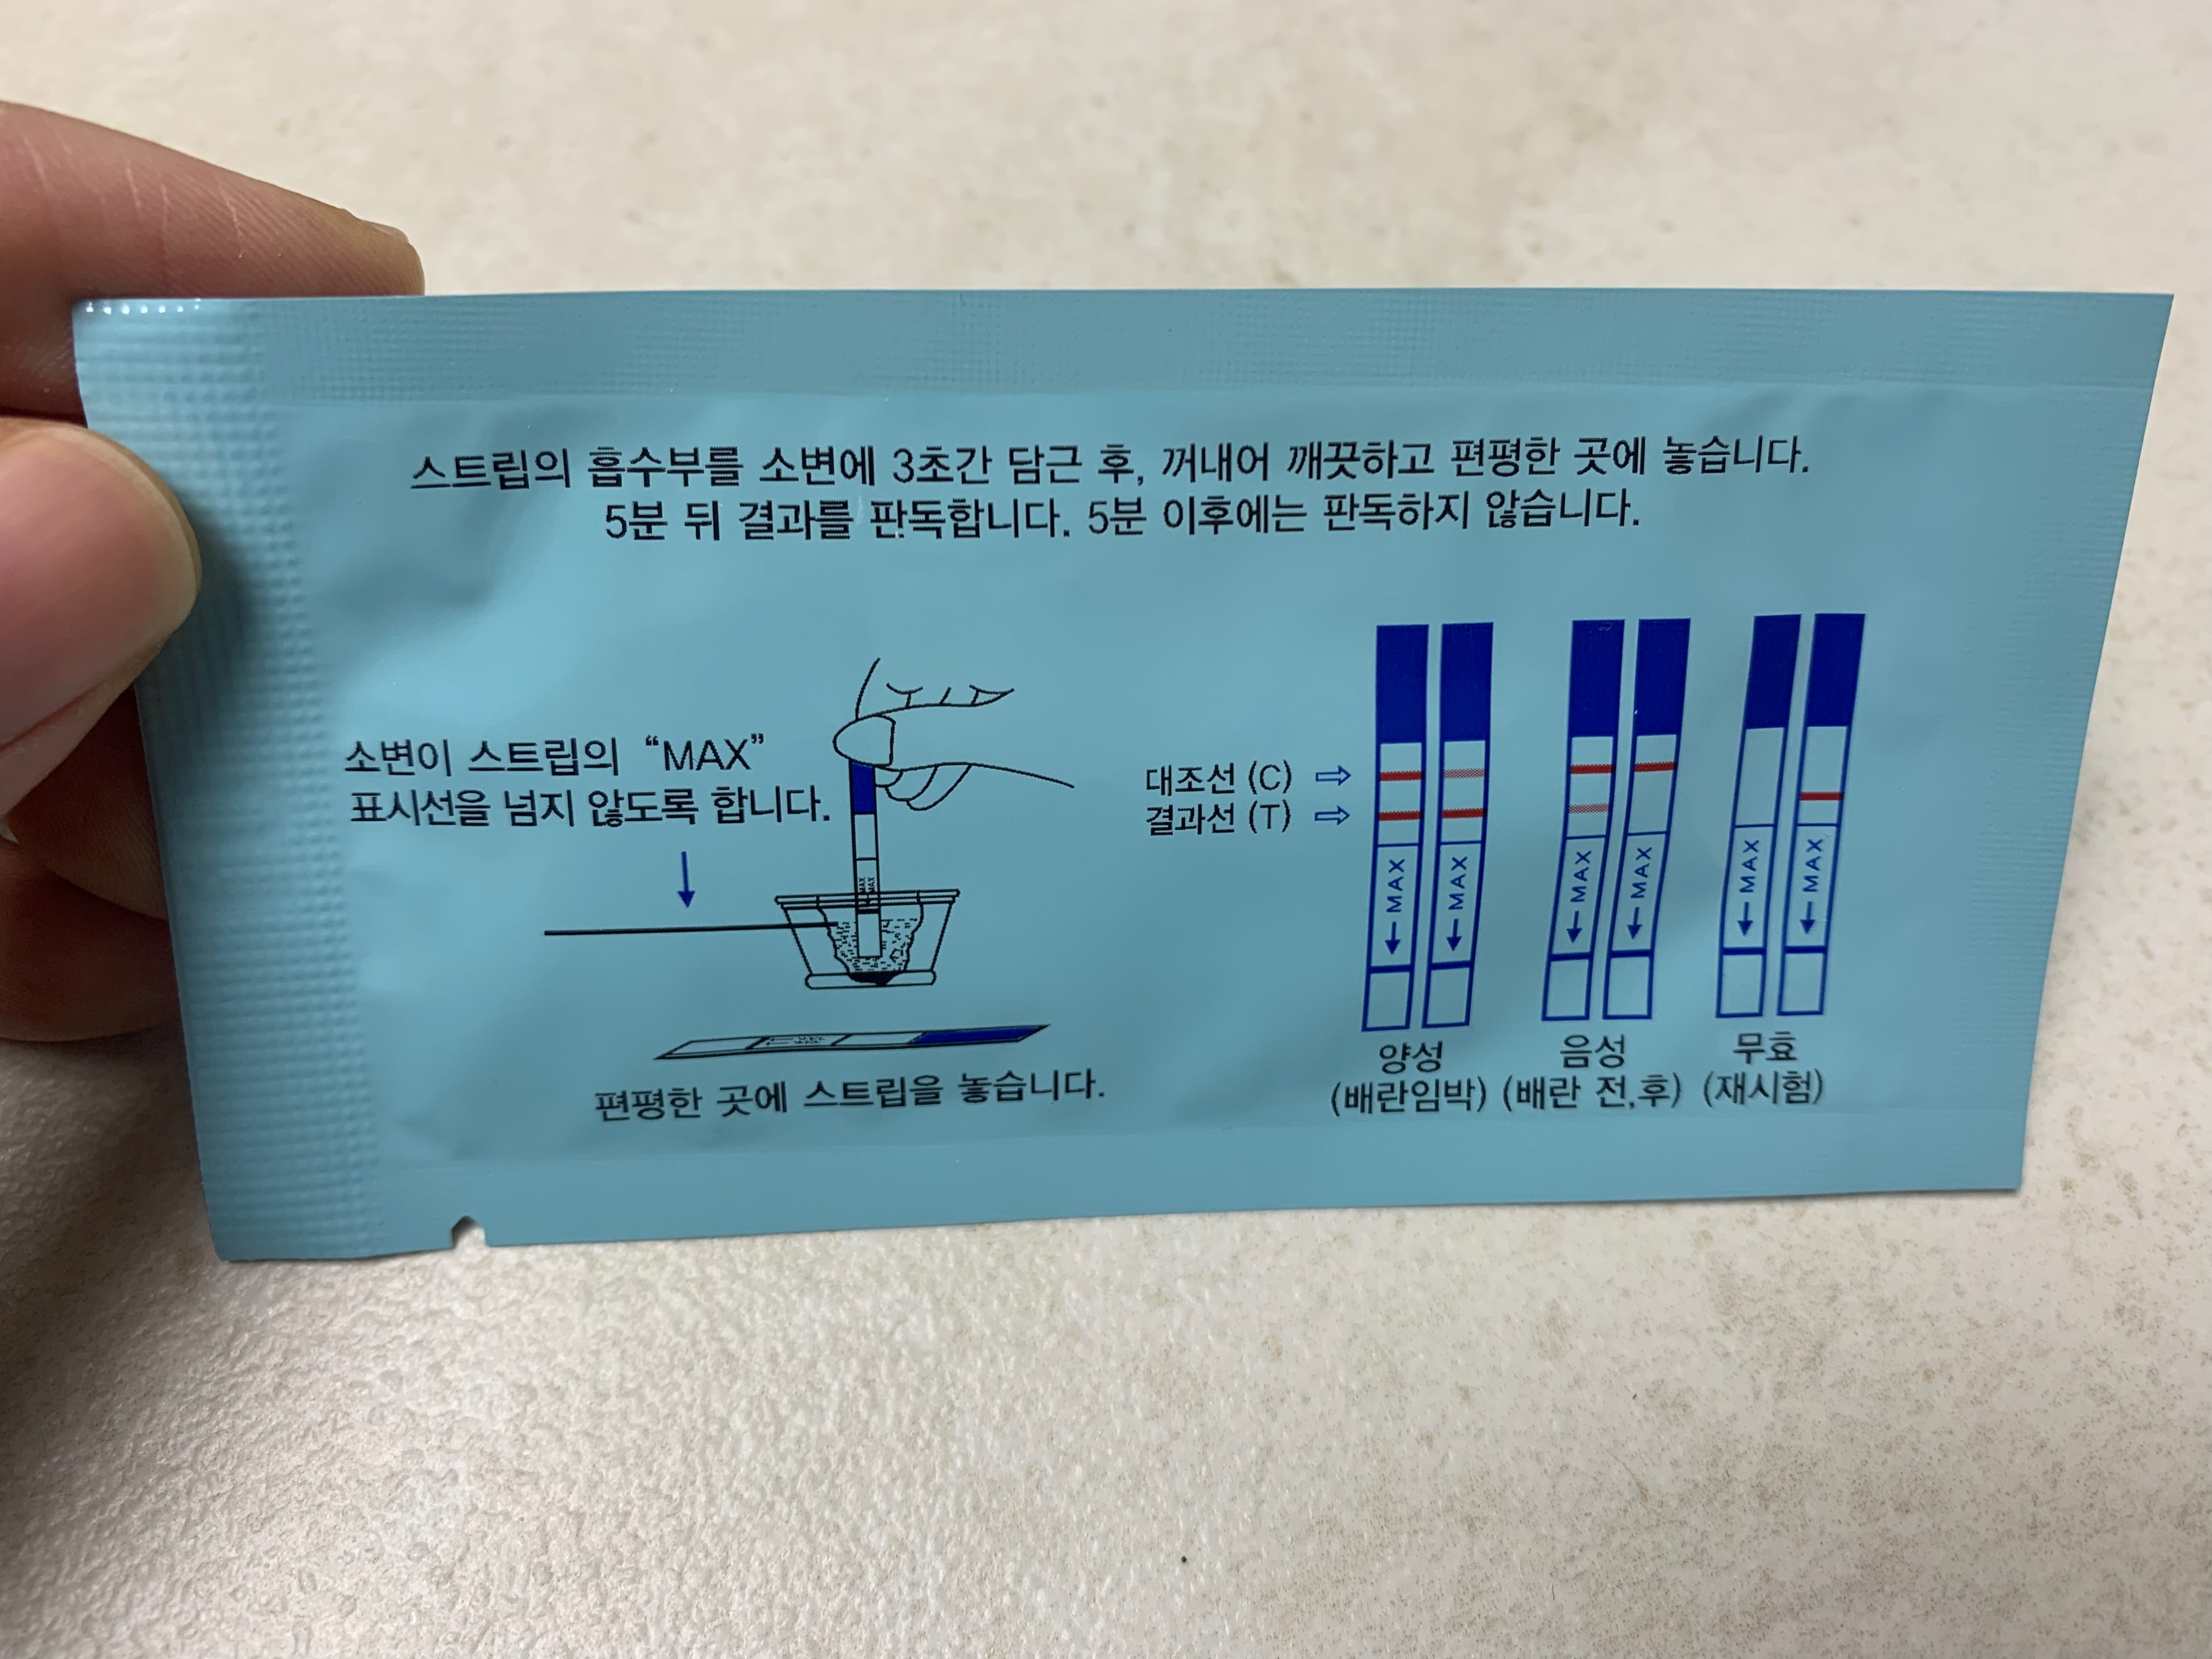 스트립의 흡수부를 소변에 3초간 담근 후, 꺼내어 깨끗하고 편평한 곳에 놓습니다.
5분 뒤 결과를 판독합니다. 5분 이후에는 판독하지 않습니다.
소변이 스트립의 “MAX”
표시선을 넘지 않도록 합니다.
MAX
MAX
편평한 곳에 스트립을 놓습니다.
대조선 (C) ⇨
결과선 (T) ⇨
←MAX
←MAX
←MAX
←MAX
←MAX
←MAX
양성
(배란임박)
음성
(배란 전,후)
무효
(재시험)